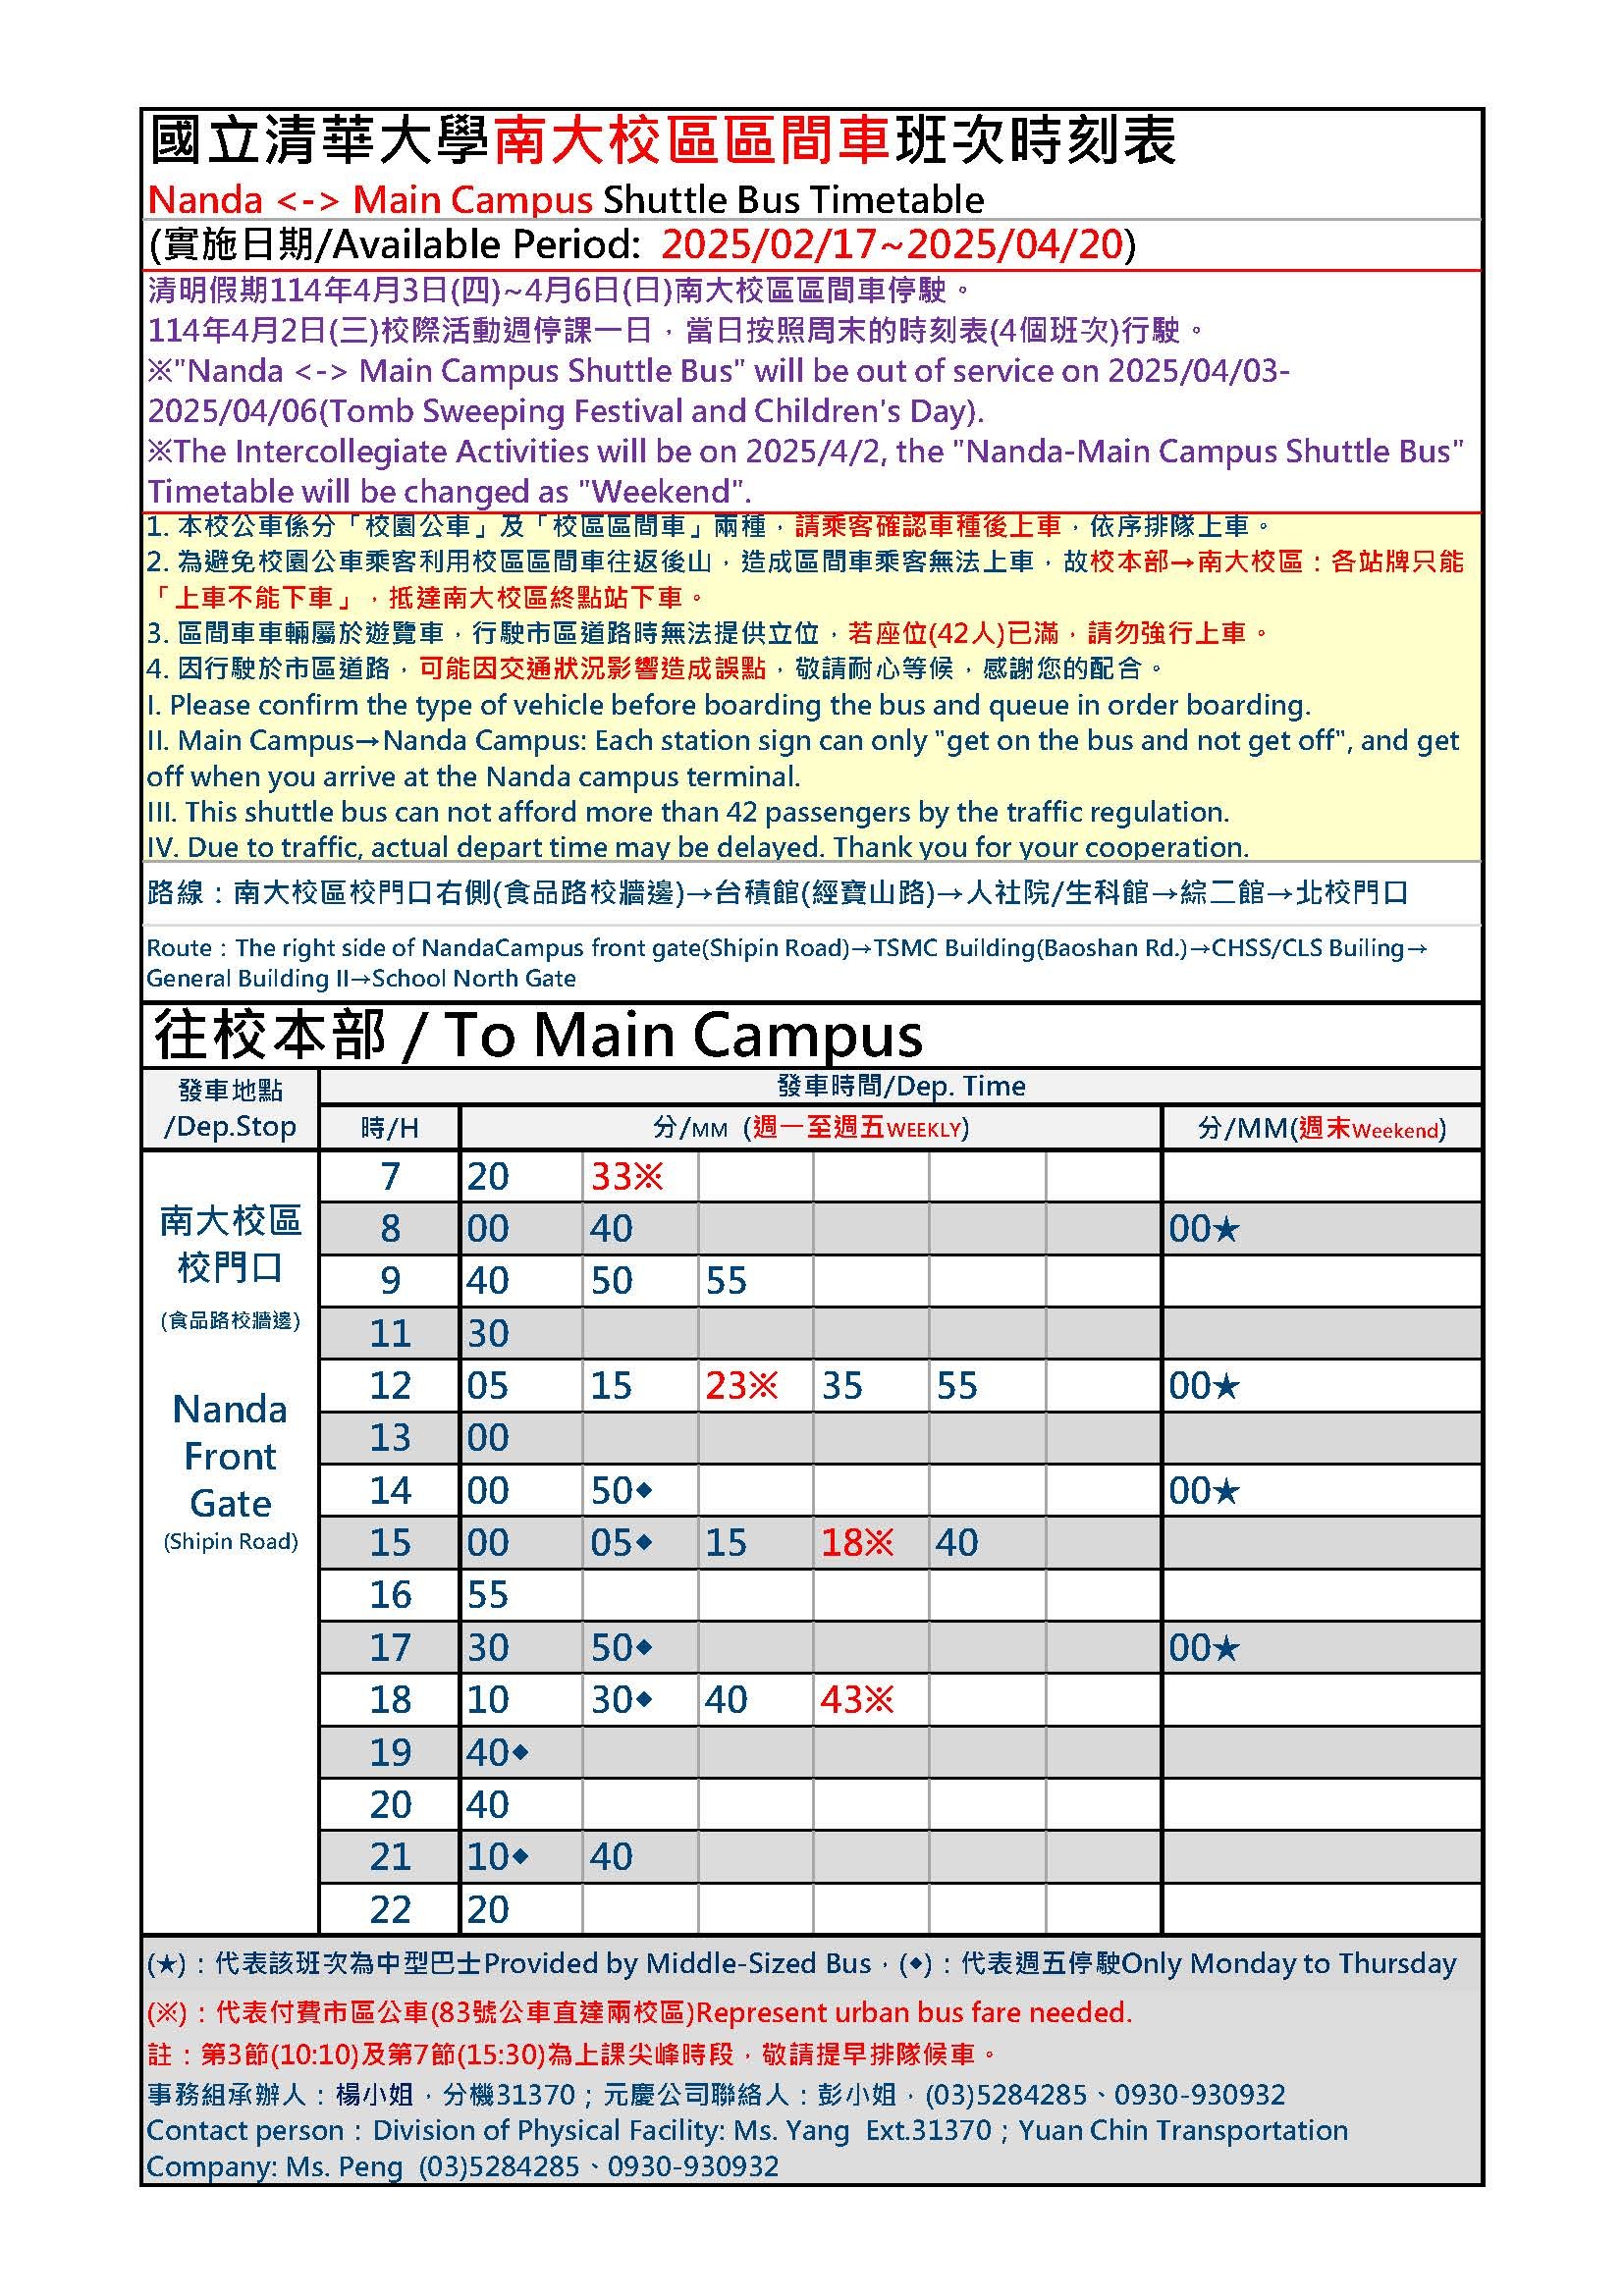 國立清華大學南大校區區間車班次時刻表
Nanda <-> Main Campus Shuttle Bus Timetable
(實施日期/Available Period: 2025/02/17~2025/04/20)
清明假期114年4月3日(四)~4月6日(日)南大校區區間車停駛。
114年4月2日(三)校際活動週停課一日，當日按照周末的時刻表(4個班次)行駛。
※"Nanda <-> Main Campus Shuttle Bus" will be out of service on 2025/04/03-
2025/04/06(Tomb Sweeping Festival and Children's Day).
※The Intercollegiate Activities will be on 2025/4/2, the "Nanda-Main Campus Shuttle Bus"
Timetable will be changed as "Weekend".
1. 本校公車係分「校園公車」及「校區區間車」兩種，請乘客確認車種後上車，依序排隊上車。
2. 為避免校園公車乘客利用校區區間車往返後山，造成區間車乘客無法上車，故校本部→南大校區：各站牌只能
「上車不能下車」，抵達南大校區終點站下車。
3. 區間車車輛屬於遊覽車，行駛市區道路時無法提供立位，若座位(42人)已滿，請勿強行上車。
4. 因行駛於市區道路，可能因交通狀況影響造成誤點，敬請耐心等候，感謝您的配合。
I. Please confirm the type of vehicle before boarding the bus and queue in order boarding.
II. Main Campus→Nanda Campus: Each station sign can only "get on the bus and not get off", and get
off when you arrive at the Nanda campus terminal.
III. This shuttle bus can not afford more than 42 passengers by the traffic regulation.
IV. Due to traffic, actual depart time may be delayed. Thank you for your cooperation.
路線：南大校區校門口右側(食品路校牆邊)→台積館(經寶山路)→人社院/生科館→綜二館→北校門口
Route：The right side of NandaCampus front gate(Shipin Road)→TSMC Building(Baoshan Rd.)→CHSS/CLS Builing→
General Building II→School North Gate
往校本部 / To Main Campus
發車地點
/Dep.Stop
發車時間/Dep. Time
時/H 分/MM (週一至週五WEEKLY) 分/MM(週末Weekend)
南大校區
校門口
(食品路校牆邊)
Nanda
Front
Gate
(Shipin Road)
7 20 33※
8 00 40 00★
9 40 50 55
11 30
12 05 15 23※ 35 55 00★
13 00
14 00 50◆ 00★
15 00 05◆ 15 18※ 40
16 55
17 30 50◆ 00★
18 10 30◆ 40 43※
19 40◆
20 40
21 10◆ 40
22 20
(★)：代表該班次為中型巴士Provided by Middle-Sized Bus，(◆)：代表週五停駛Only Monday to Thursday
(※)：代表付費市區公車(83號公車直達兩校區)Represent urban bus fare needed.
註：第3節(10:10)及第7節(15:30)為上課尖峰時段，敬請提早排隊候車。
事務組承辦人：楊小姐，分機31370；元慶公司聯絡人：彭小姐，(03)5284285、0930-930932
Contact person：Division of Physical Facility: Ms. Yang Ext.31370；Yuan Chin Transportation
Company: Ms. Peng (03)5284285、0930-930932